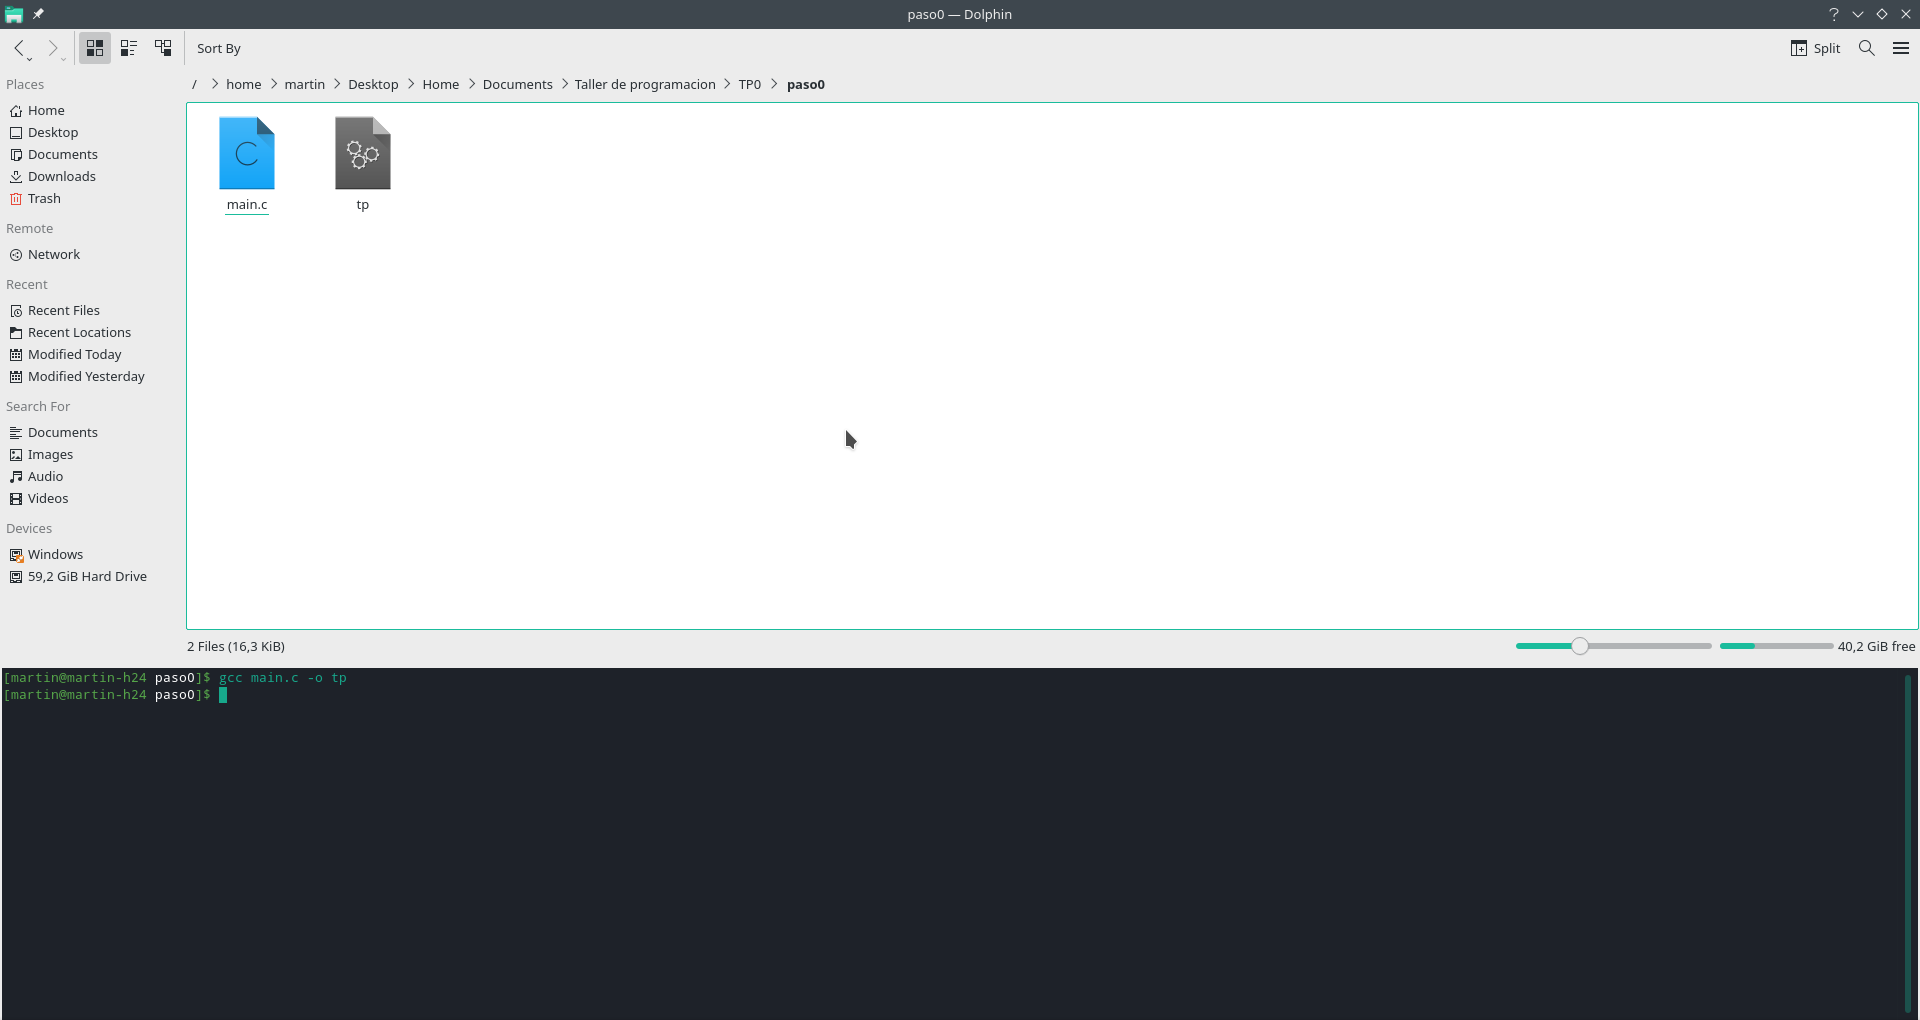 paso0 — Dolphin
Sort By
Split
Places
/ > home > martin > Desktop > Home > Documents > Taller de programacion > TP0 > paso0
Home
Desktop
Documents
Downloads
Trash
Remote
Network
Recent
Recent Files
Recent Locations
Modified Today
Modified Yesterday
Search For
Documents
Images
Audio
Videos
Devices
Windows
59,2 GiB Hard Drive
main.c
tp
2 Files (16,3 KiB)
40,2 GiB free
[martin@martin-h24 paso0]$ gcc main.c -o tp
[martin@martin-h24 paso0]$